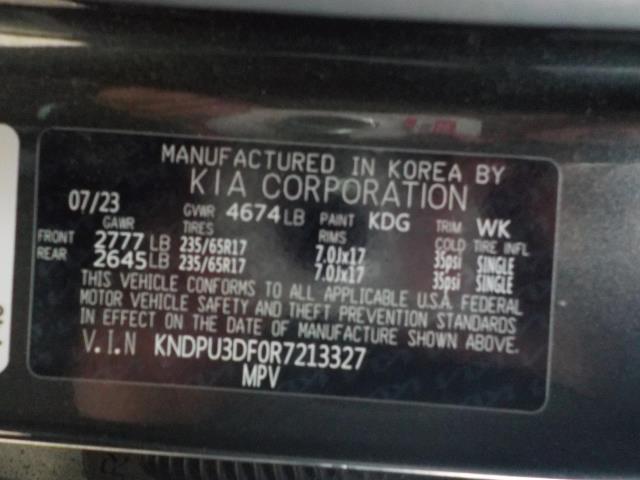 MANUFACTURED IN KOREA BY
KIA CORPORATION
07/23 GVWR 4674 LB PAINT KDG TRIM WK
GAWR TIRES RIMS COLD TIRE INFL
FRONT 2777 LB 235/65R17 7.0Jx17 35psi SINGLE
REAR 2645 LB 235/65R17 7.0Jx17 35psi SINGLE
THIS VEHICLE CONFORMS TO ALL APPLICABLE U.S.A. FEDERAL
MOTOR VEHICLE SAFETY AND THEFT PREVENTION STANDARDS
IN EFFECT ON THE DATE OF MANUFACTURE SHOWN ABOVE.
V.I.N KNDPU3DF0R7213327
MPV